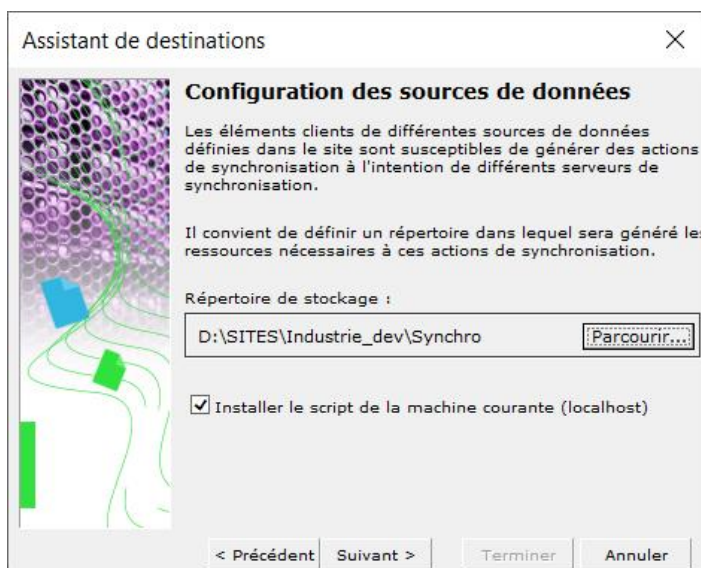 Assistant de destinations
Configuration des sources de données
Les éléments clients de différentes sources de données
définies dans le site sont susceptibles de générer des actions
de synchronisation à l'intention de différents serveurs de
synchronisation.
Il convient de définir un répertoire dans lequel sera généré les
ressources nécessaires à ces actions de synchronisation.
Répertoire de stockage :
D:\SITES\Industrie_dev\Synchro
Parcourir...
Installer le script de la machine courante (localhost)
< Précédent
Suivant >
Terminer
Annuler